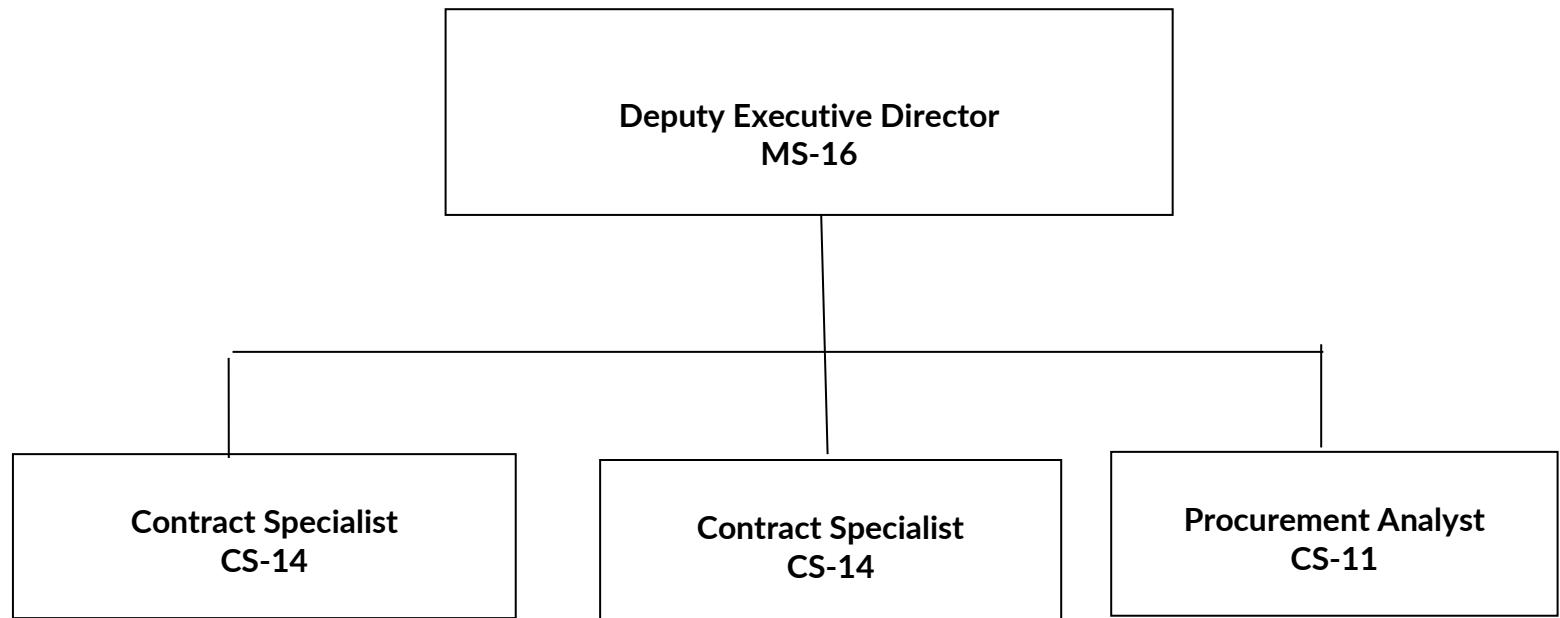 Deputy Executive Director
MS-16
Contract Specialist
CS-14
Contract Specialist
CS-14
Procurement Analyst
CS-11